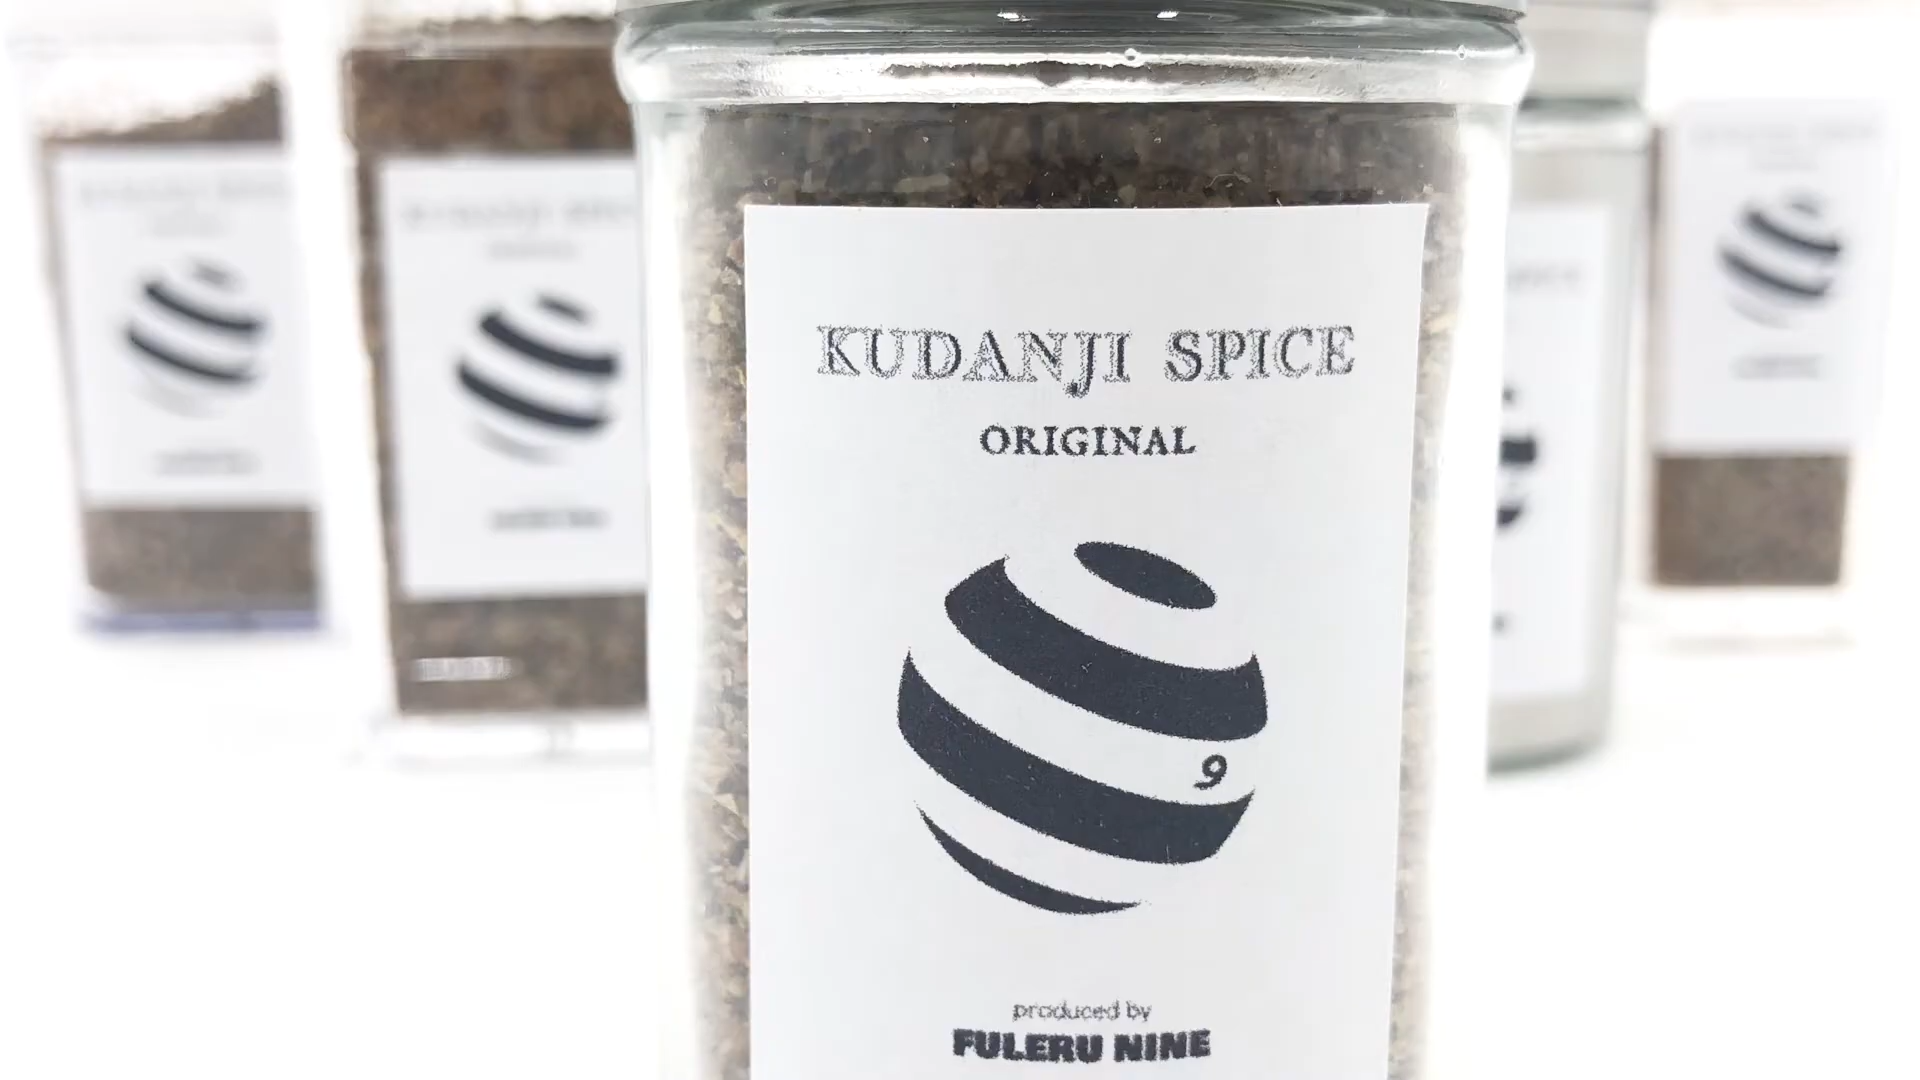 KUDANJI SPICE
ORIGINAL
9
produced by
FULERU NINE